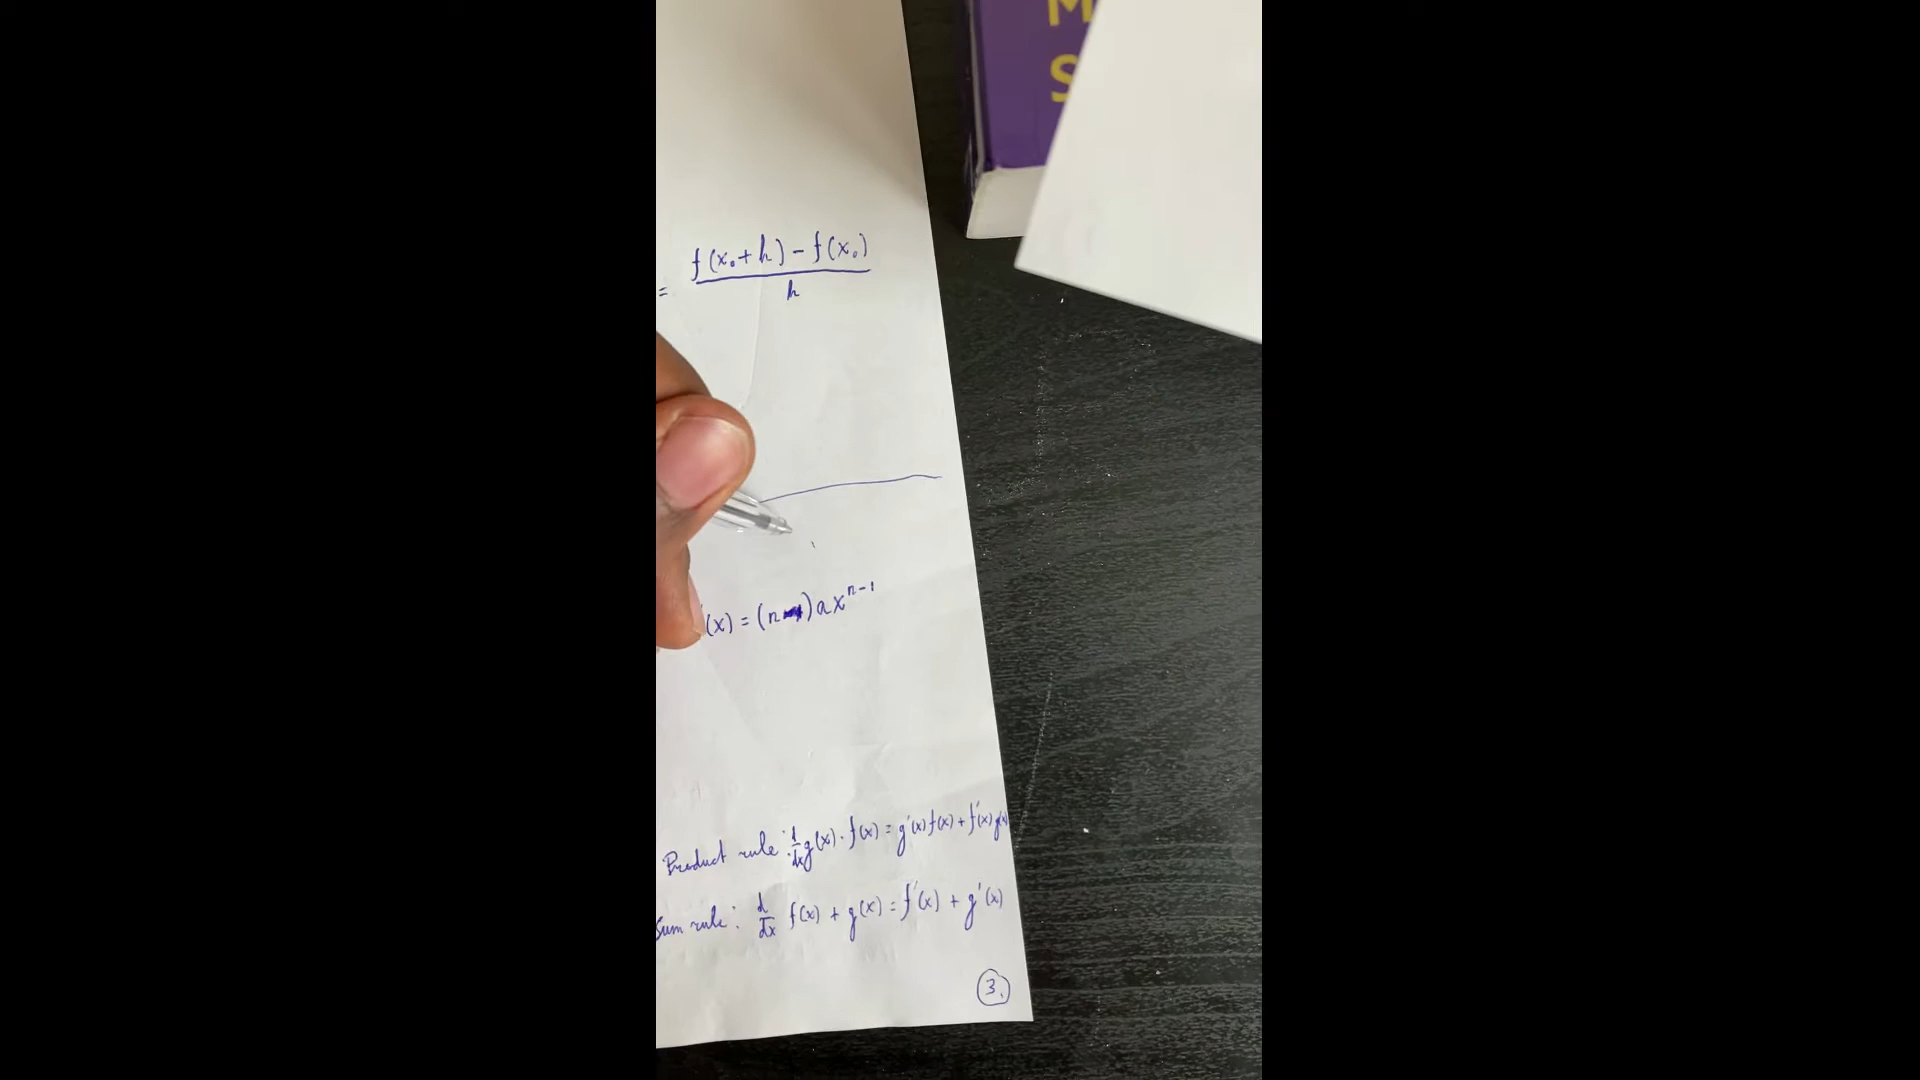 M
S
= f(x₀+h) - f(x₀)
h
(x) = (n) a x^{n-1}
Product rule : d/dx g(x) · f(x) = g'(x) f(x) + f'(x) g(x)
Sum rule : d/dx f(x) + g(x) = f'(x) + g'(x)
3.